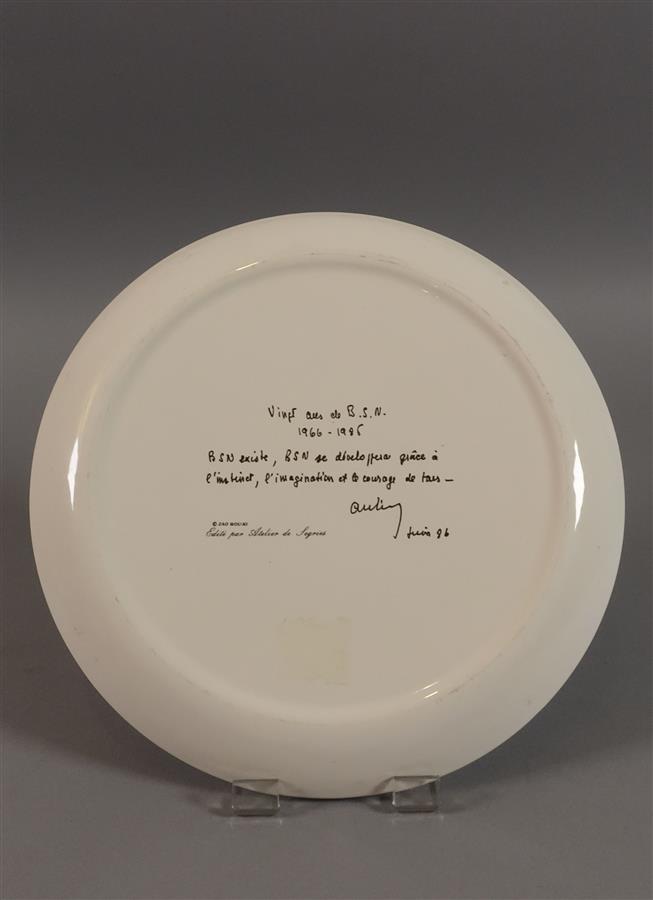 Vingt ans de B.S.N.
1966-1986
BSN existe, BSN se développera grâce à
l'instinct, l'imagination et le courage de tous —
© ZAO WOU.KI
Edité par Atelier de Segriès
Juin 86